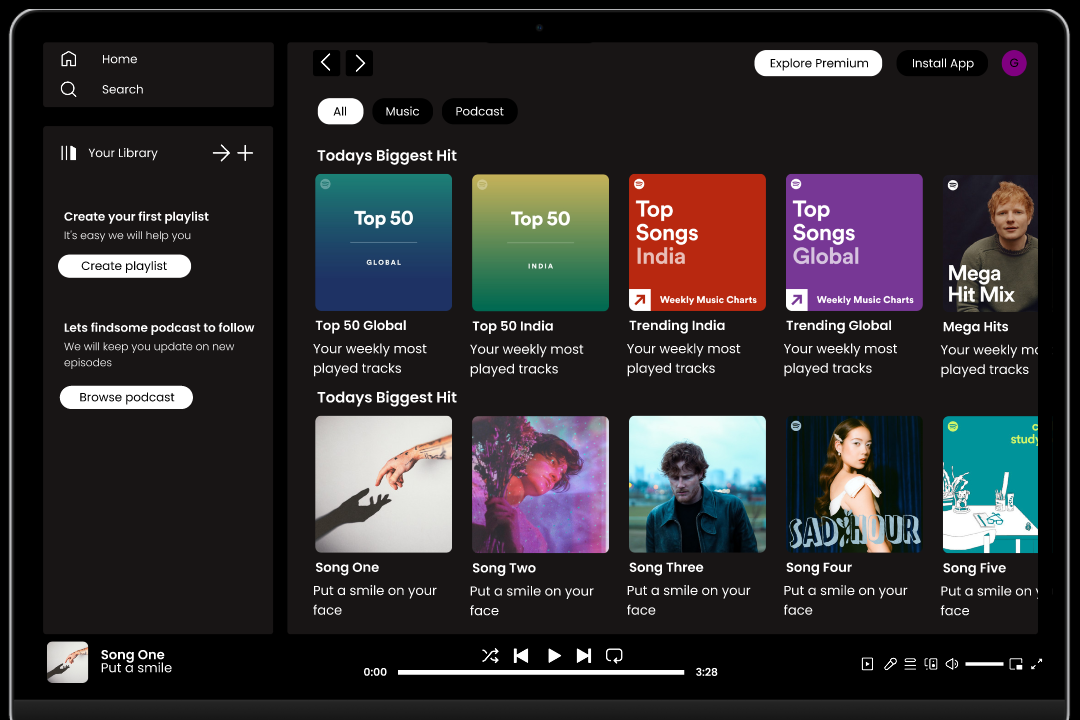 Home
Search
Your Library
Create your first playlist
It's easy we will help you
Create playlist
Lets findsome podcast to follow
We will keep you update on new
episodes
Browse podcast
Explore Premium
Install App
G
All
Music
Podcast
Todays Biggest Hit
Top 50
GLOBAL
Top 50 Global
Your weekly most
played tracks
Top 50
INDIA
Top 50 India
Your weekly most
played tracks
Top
Songs
India
Weekly Music Charts
Trending India
Your weekly most
played tracks
Top
Songs
Global
Weekly Music Charts
Trending Global
Your weekly most
played tracks
Mega
Hit Mix
Mega Hits
Your weekly mo
played tracks
Todays Biggest Hit
Song One
Put a smile on your
face
Song Two
Put a smile on your
face
Song Three
Put a smile on your
face
SAD HOUR
Song Four
Put a smile on your
face
c
study
Song Five
Put a smile on y
face
Song One
Put a smile
0:00
3:28